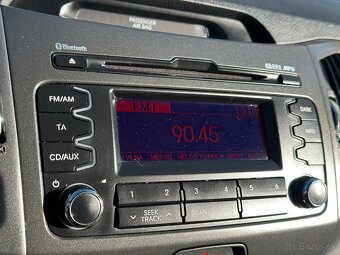 PASSENGER
AIR BAG
Bluetooth
MP3
FM/AM
FM1
DARK
TA
90.45
INFO
CD/AUX
1 2 3 4 5 6
SEEK
TRACK
SCAN